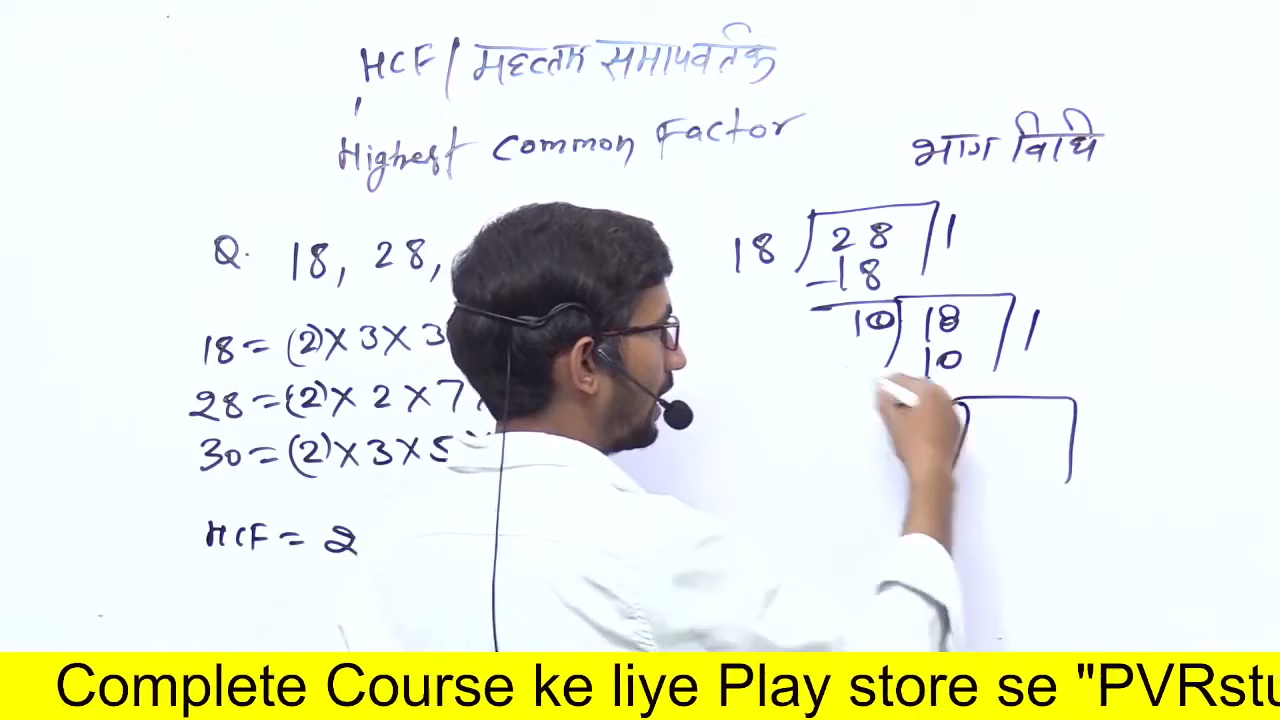 HCF / महत्तम समापवर्तक
Highest Common Factor
भाग विधि
Q. 18, 28,
18 = (2) X 3 X 3
28 = (2) X 2 X 7
30 = (2) X 3 X 5
HCF = 2
18 28 1
-18
10 18 1
10
Complete Course ke liye Play store se "PVRstu